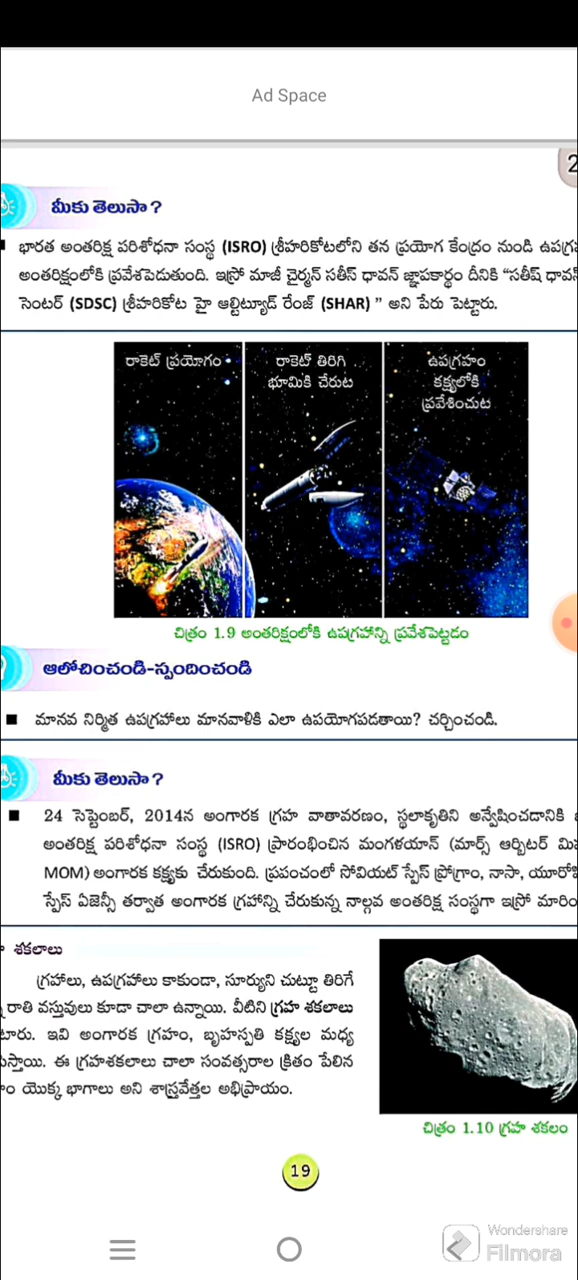 Ad Space
2
మీకు తెలుసా ?
■ భారత అంతరిక్ష పరిశోధనా సంస్థ (ISRO) శ్రీహరికోటలోని తన ప్రయోగ కేంద్రం నుండి
అంతరిక్షంలోకి ప్రవేశపెడుతుంది. ఇస్రో మాజీ చైర్మన్ సతీస్ ధావన్ జ్ఞాపకార్థం దీనికి “సతీష్ ధావన్
సెంటర్ (SDSC) శ్రీహరికోట హై ఆల్టిట్యూడ్ రేంజ్ (SHAR) ” అని పేరు పెట్టారు.
రాకెట్ ప్రయోగం
రాకెట్ తిరిగి
భూమికి చేరుట
ఉపగ్రహం
కక్ష్యలోకి
ప్రవేశించుట
చిత్రం 1.9 అంతరిక్షంలోకి ఉపగ్రహాన్ని ప్రవేశపెట్టడం
ఆలోచించండి-స్పందించండి
■ మానవ నిర్మిత ఉపగ్రహాలు మానవాళికి ఎలా ఉపయోగపడతాయి? చర్చించండి.
మీకు తెలుసా ?
■ 24 సెప్టెంబర్, 2014న అంగారక గ్రహ వాతావరణం, స్థలాకృతిని అన్వేషించడానికి
అంతరిక్ష పరిశోధనా సంస్థ (ISRO) ప్రారంభించిన మంగళయాన్ (మార్స్ ఆర్బిటర్
MOM) అంగారక కక్ష్యకు చేరుకుంది. ప్రపంచంలో సోవియట్ స్పేస్ ప్రోగ్రాం, నాసా,
స్పేస్ ఏజెన్సీ తర్వాత అంగారక గ్రహాన్ని చేరుకున్న నాల్గవ అంతరిక్ష సంస్థగా ఇస్రో
శకలాలు
గ్రహాలు, ఉపగ్రహాలు కాకుండా, సూర్యుని చుట్టూ తిరిగే
రాతి వస్తువులు కూడా చాలా ఉన్నాయి. వీటిని గ్రహ శకలాలు
టారు. ఇవి అంగారక గ్రహం, బృహస్పతి కక్ష్యల మధ్య
ఈ గ్రహశకలాలు చాలా సంవత్సరాల క్రితం పేలిన
యొక్క భాగాలు అని శాస్త్రవేత్తల అభిప్రాయం.
చిత్రం 1.10 గ్రహ శకలం
19
Wondershare
Filmora